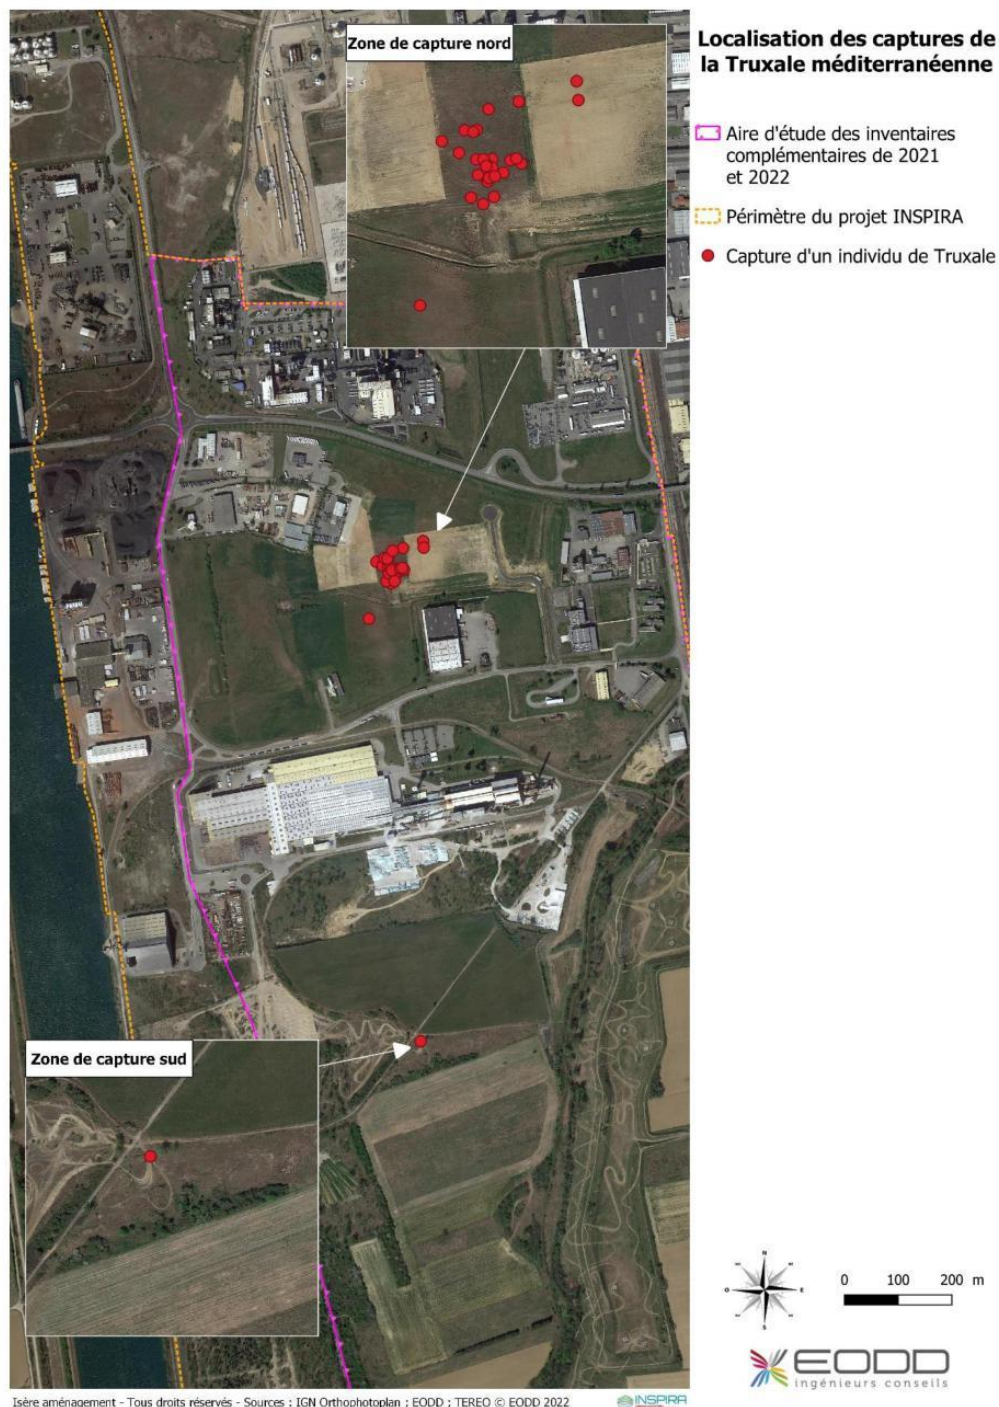 Zone de capture nord
Localisation des captures de
la Truxale méditerranéenne
Aire d'étude des inventaires
complémentaires de 2021
et 2022
Périmètre du projet INSPIRA
Capture d'un individu de Truxale
Zone de capture sud
N
O
E
S
0 100 200 m
EODD
ingénieurs conseils
Isère aménagement - Tous droits réservés - Sources : IGN Orthophotoplan ; EODD ; TEREO © EODD 2022
INSPIRA